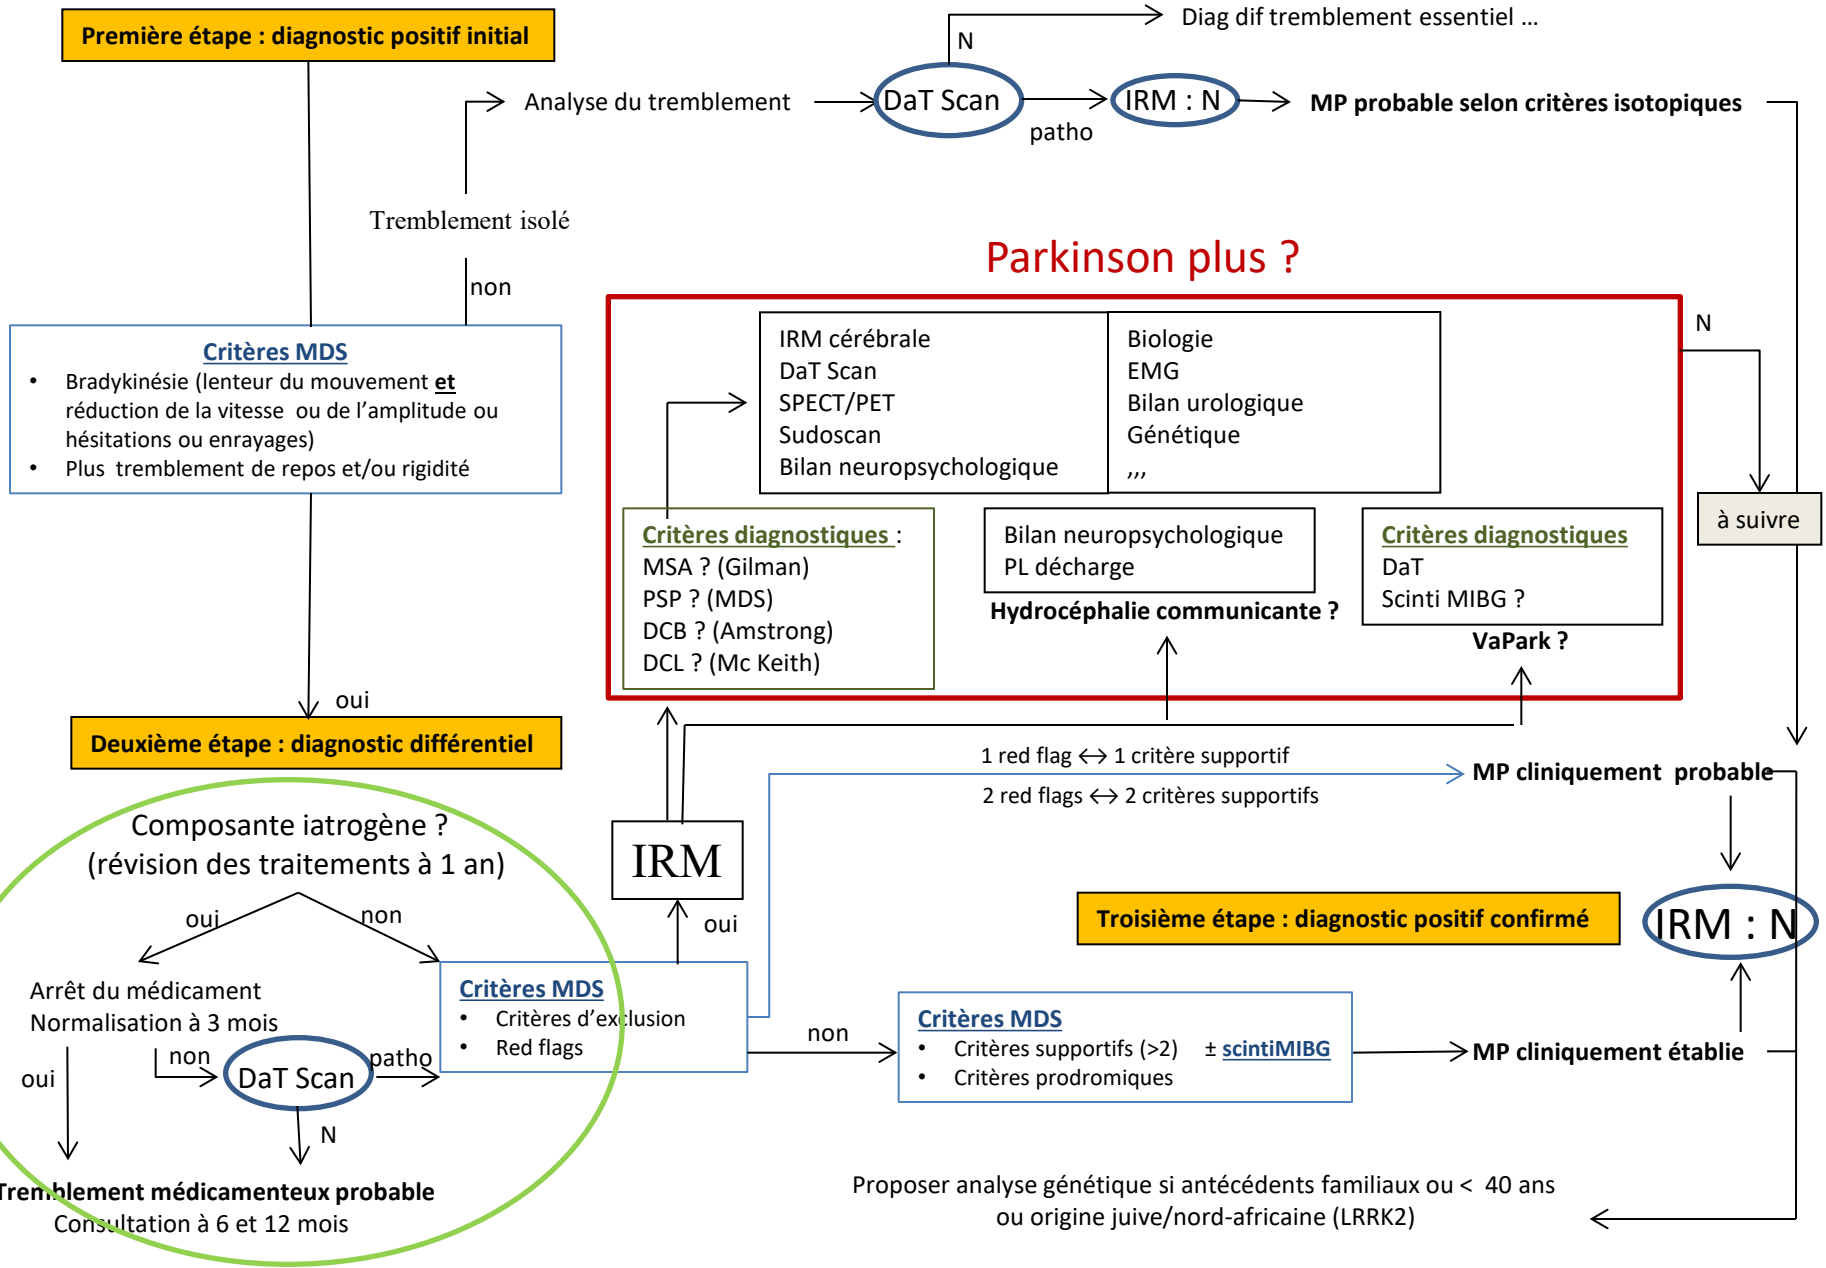 Première étape : diagnostic positif initial
Diag dif tremblement essentiel ...
N
Analyse du tremblement
DaT Scan
patho
IRM : N
MP probable selon critères isotopiques
Tremblement isolé
non
Critères MDS
• Bradykinésie (lenteur du mouvement et
réduction de la vitesse ou de l’amplitude ou
hésitations ou enrayages)
• Plus tremblement de repos et/ou rigidité
oui
Parkinson plus ?
IRM cérébrale
DaT Scan
SPECT/PET
Sudoscan
Bilan neuropsychologique
Biologie
EMG
Bilan urologique
Génétique
,,,
N
à suivre
Critères diagnostiques :
MSA ? (Gilman)
PSP ? (MDS)
DCB ? (Amstrong)
DCL ? (Mc Keith)
Bilan neuropsychologique
PL décharge
Hydrocéphalie communicante ?
Critères diagnostiques
DaT
Scinti MIBG ?
VaPark ?
Deuxième étape : diagnostic différentiel
Composante iatrogène ?
(révision des traitements à 1 an)
oui
non
Arrêt du médicament
Normalisation à 3 mois
non
oui
DaT Scan
patho
N
Tremblement médicamenteux probable
Consultation à 6 et 12 mois
Critères MDS
• Critères d’exclusion
• Red flags
oui
IRM
1 red flag ↔ 1 critère supportif
2 red flags ↔ 2 critères supportifs
MP cliniquement probable
Troisième étape : diagnostic positif confirmé
IRM : N
non
Critères MDS
• Critères supportifs (>2) ± scintiMIBG
• Critères prodromiques
MP cliniquement établie
Proposer analyse génétique si antécédents familiaux ou < 40 ans
ou origine juive/nord-africaine (LRRK2)